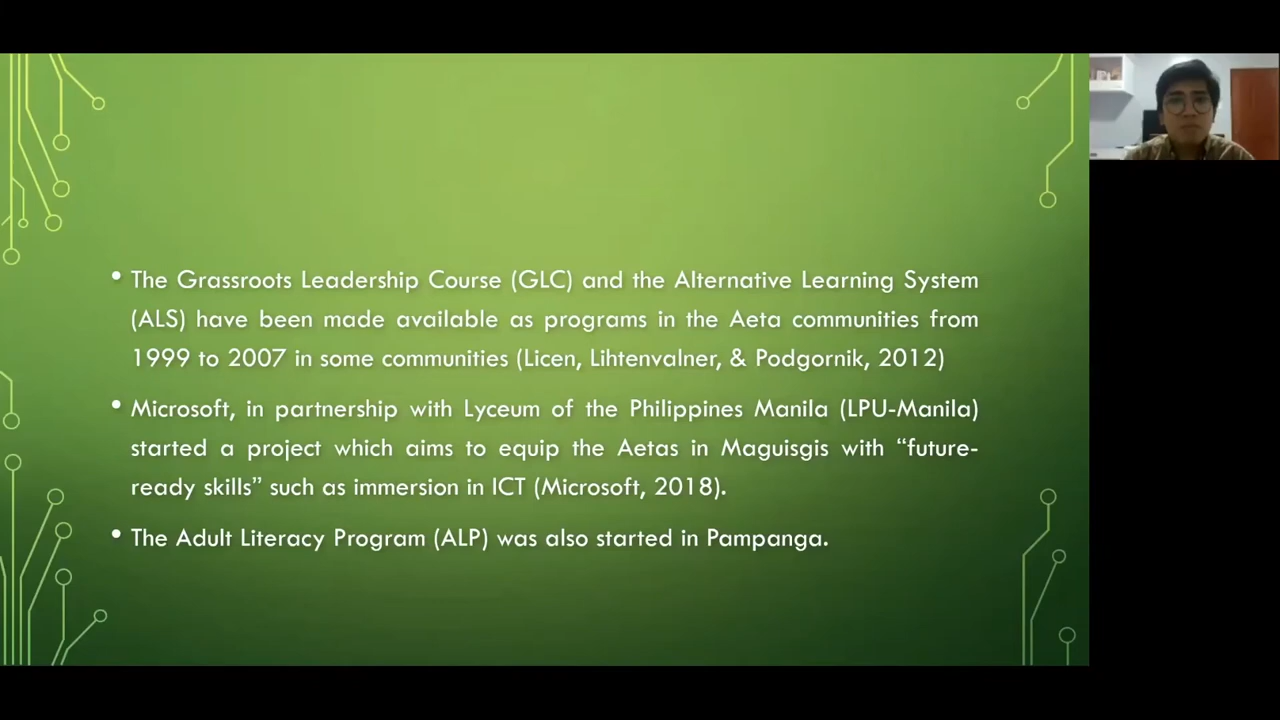 • The Grassroots Leadership Course (GLC) and the Alternative Learning System
(ALS) have been made available as programs in the Aeta communities from
1999 to 2007 in some communities (Licen, Lihtenvalner, & Podgornik, 2012)
• Microsoft, in partnership with Lyceum of the Philippines Manila (LPU-Manila)
started a project which aims to equip the Aetas in Maguisgis with “future-
ready skills” such as immersion in ICT (Microsoft, 2018).
• The Adult Literacy Program (ALP) was also started in Pampanga.